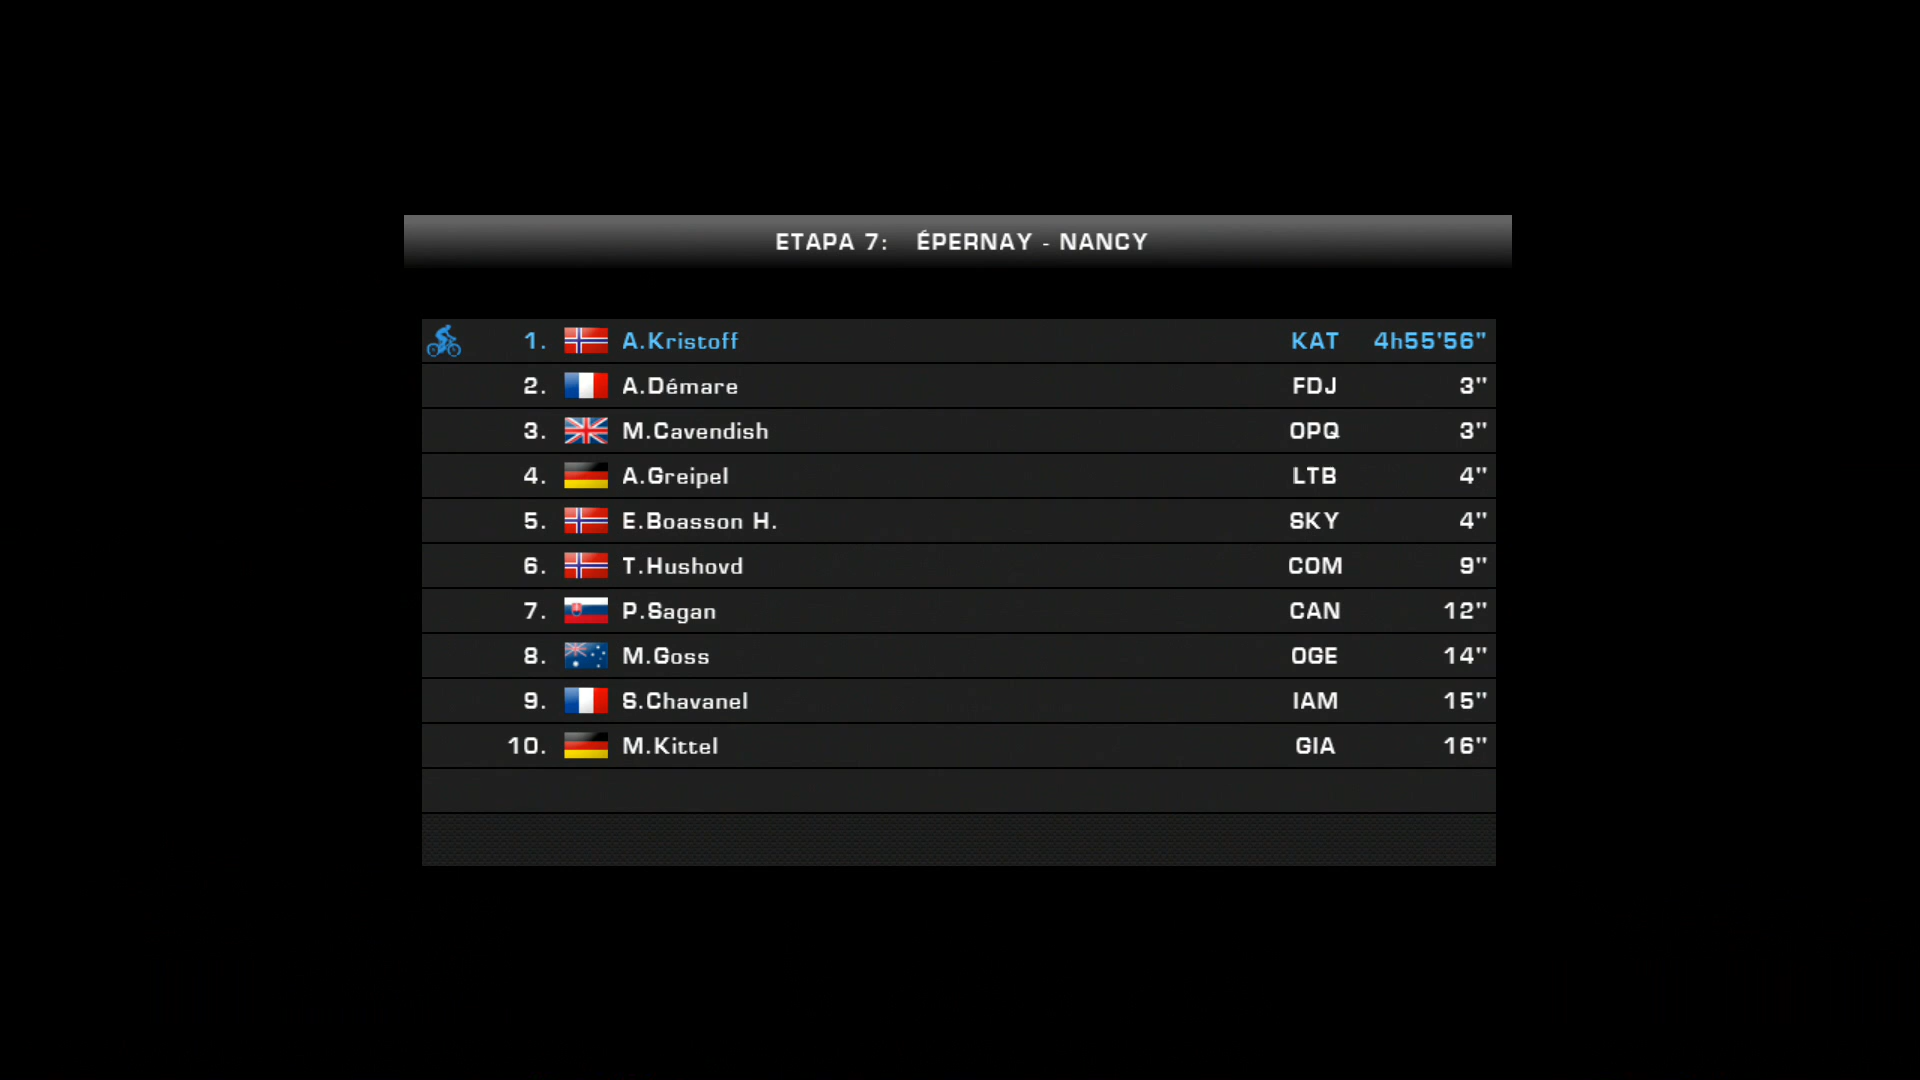 ETAPA 7: ÉPERNAY - NANCY
1. A.Kristoff KAT 4h55'56"
2. A.Démare FDJ 3"
3. M.Cavendish OPQ 3"
4. A.Greipel LTB 4"
5. E.Boasson H. SKY 4"
6. T.Hushovd COM 9"
7. P.Sagan CAN 12"
8. M.Goss OGE 14"
9. S.Chavanel IAM 15"
10. M.Kittel GIA 16"